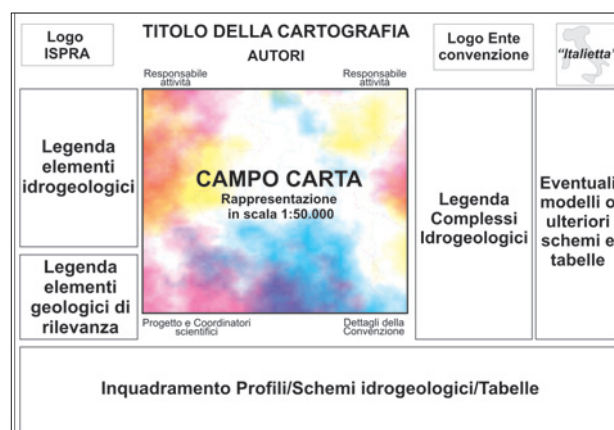 Logo
ISPRA
TITOLO DELLA CARTOGRAFIA
AUTORI
Logo Ente
convenzione
“Italietta”
Responsabile
attività
Responsabile
attività
Legenda
elementi
idrogeologici
CAMPO CARTA
Rappresentazione
in scala 1:50.000
Legenda
Complessi
Idrogeologici
Eventuali
modelli o
ulteriori
schemi e
tabelle
Legenda
elementi
geologici di
rilevanza
Progetto e Coordinatori
scientifici
Dettagli della
Convenzione
Inquadramento Profili/Schemi idrogeologici/Tabelle